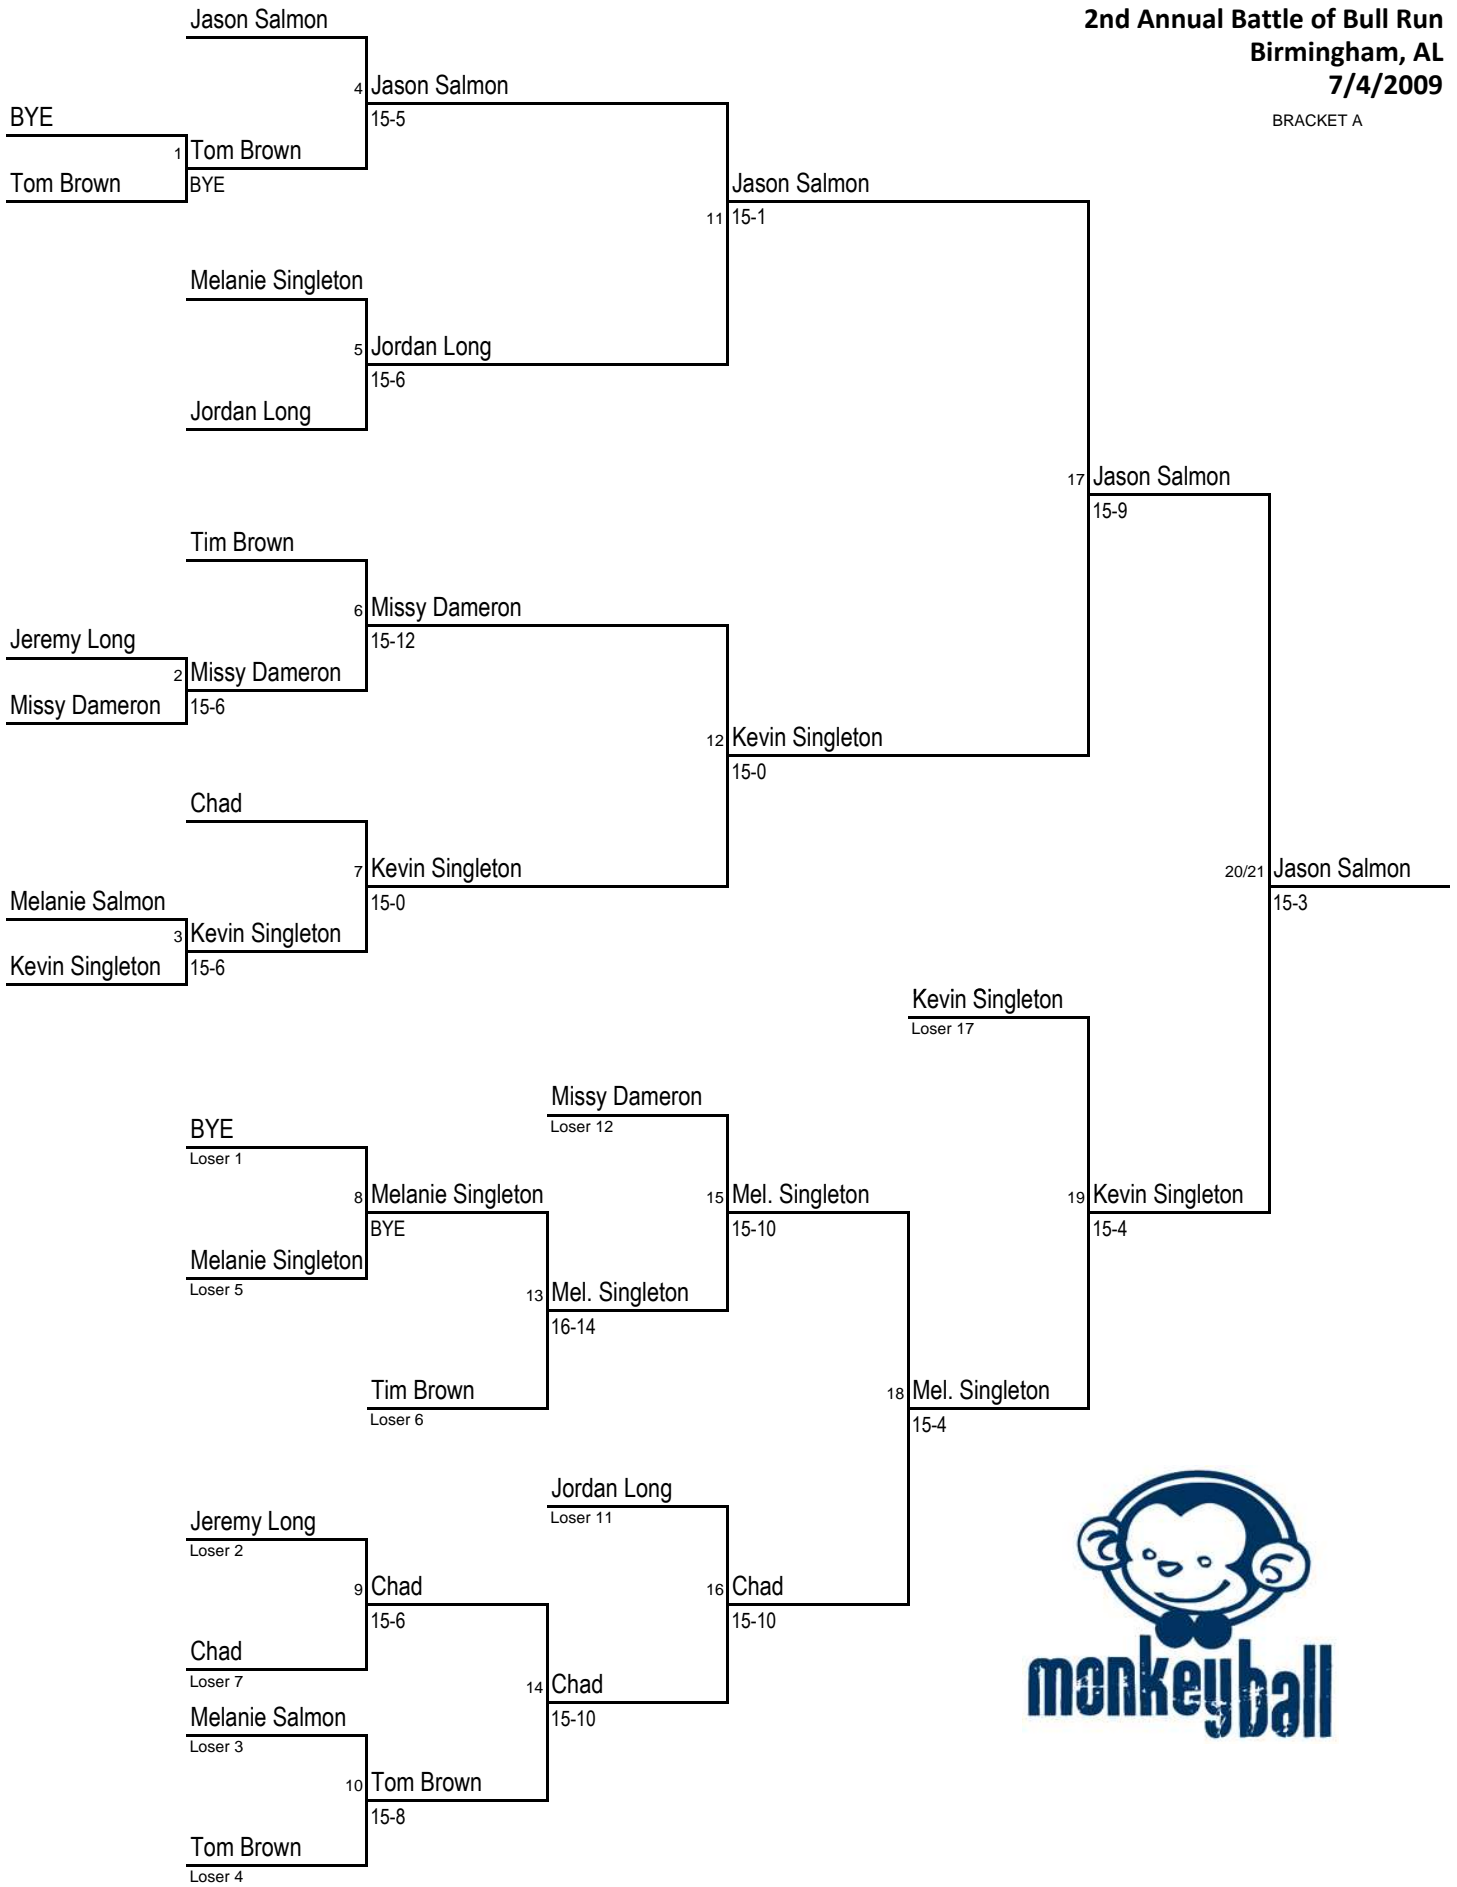 2nd Annual Battle of Bull Run
Birmingham, AL
7/4/2009
BRACKET A
Jason Salmon
4 Jason Salmon
15-5
BYE
1 Tom Brown
Tom Brown
BYE
Jason Salmon
11 15-1
Melanie Singleton
5 Jordan Long
15-6
Jordan Long
17 Jason Salmon
15-9
Tim Brown
6 Missy Dameron
15-12
Jeremy Long
2 Missy Dameron
Missy Dameron
15-6
12 Kevin Singleton
15-0
Chad
7 Kevin Singleton
15-0
20/21 Jason Salmon
15-3
Melanie Salmon
3 Kevin Singleton
Kevin Singleton
15-6
Kevin Singleton
Loser 17
Missy Dameron
Loser 12
BYE
Loser 1
8 Melanie Singleton
BYE
15 Mel. Singleton
15-10
19 Kevin Singleton
15-4
Melanie Singleton
Loser 5
13 Mel. Singleton
16-14
Tim Brown
Loser 6
18 Mel. Singleton
15-4
Jordan Long
Loser 11
Jeremy Long
Loser 2
9 Chad
15-6
16 Chad
15-10
Chad
Loser 7
14 Chad
15-10
Melanie Salmon
Loser 3
10 Tom Brown
15-8
Tom Brown
Loser 4
monkeyball